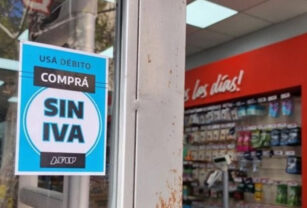 USA DÉBITO
COMPRÁ
SIN
IVA
AFIP
los días!